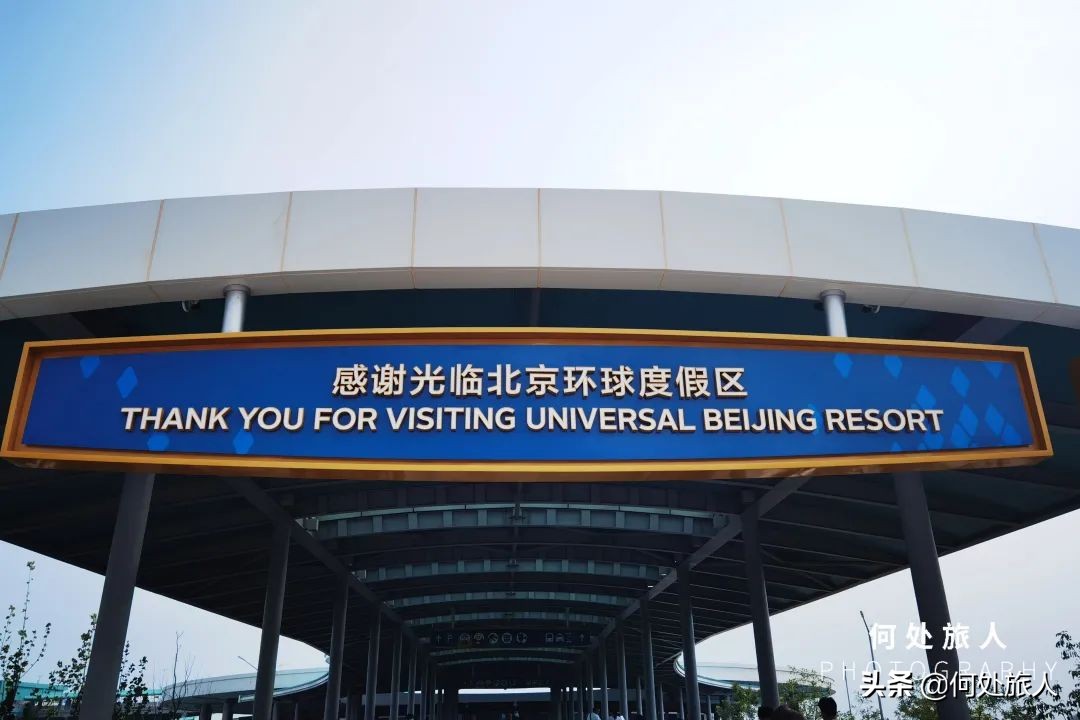 感谢光临北京环球度假区
THANK YOU FOR VISITING UNIVERSAL BEIJING RESORT
何处旅人
PHOTOGRAPHY
头条 @何处旅人